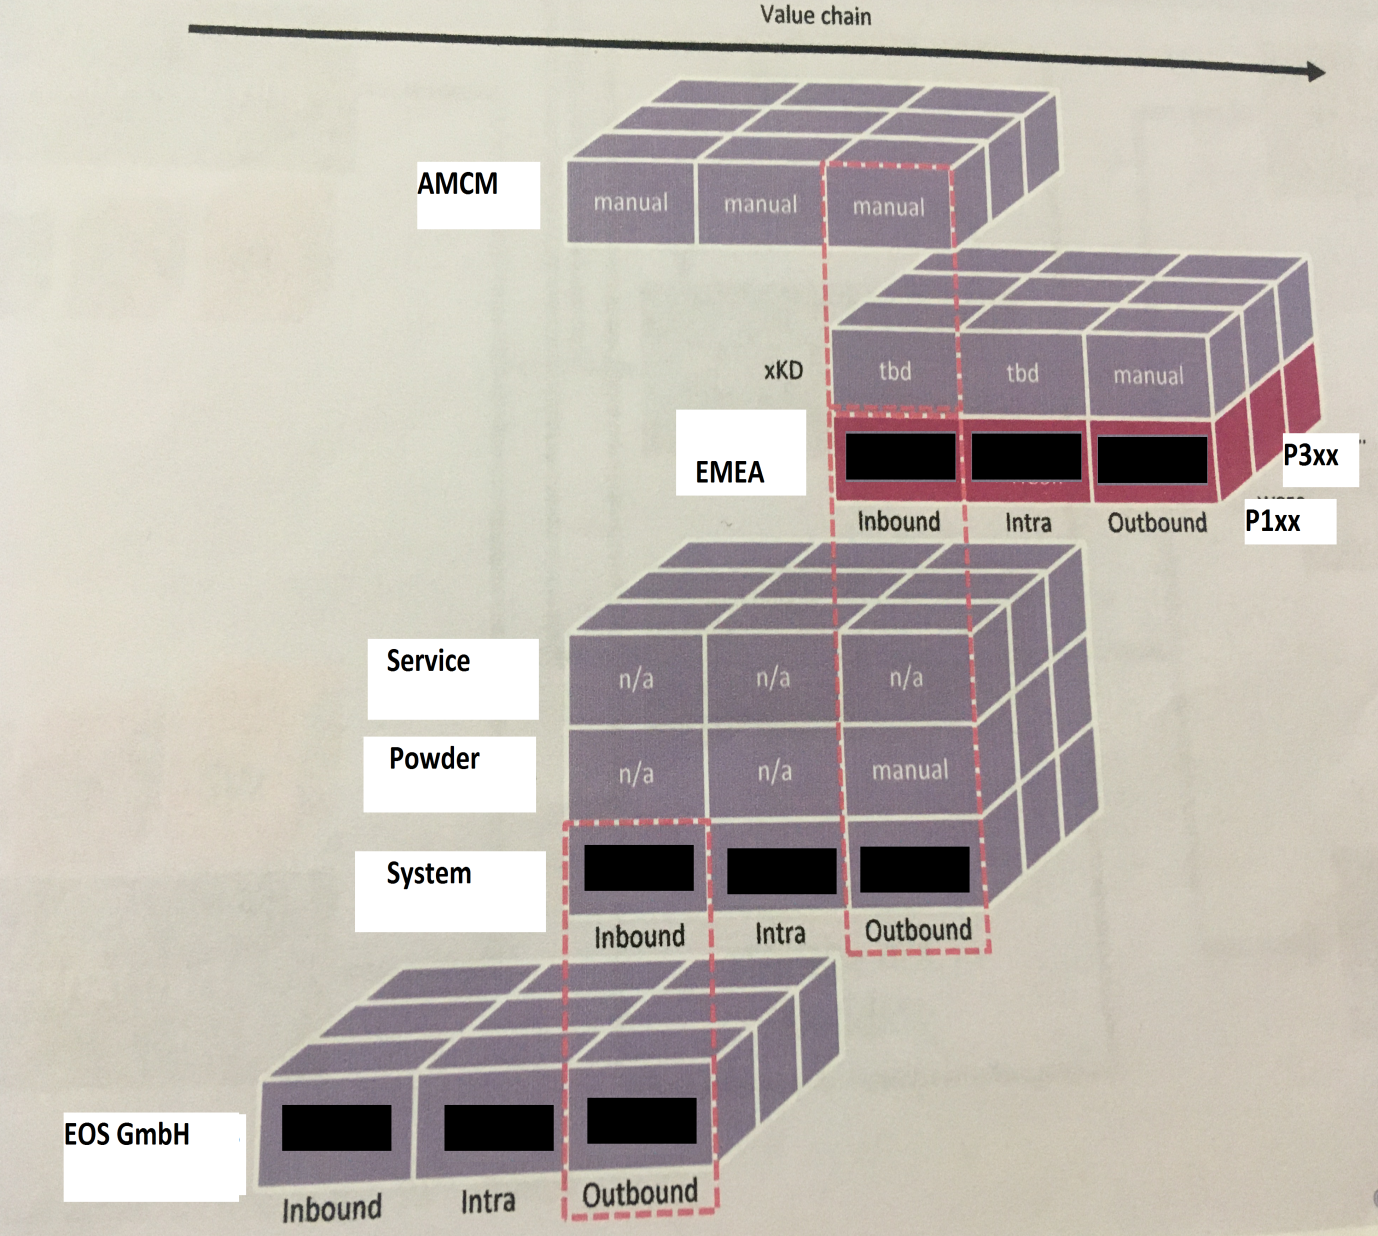 Value chain
AMCM
manual manual manual
xKD tbd tbd manual
EMEA
P3xx
Inbound Intra Outbound P1xx
Service n/a n/a n/a
Powder n/a n/a manual
System
Inbound Intra Outbound
EOS GmbH
Inbound Intra Outbound